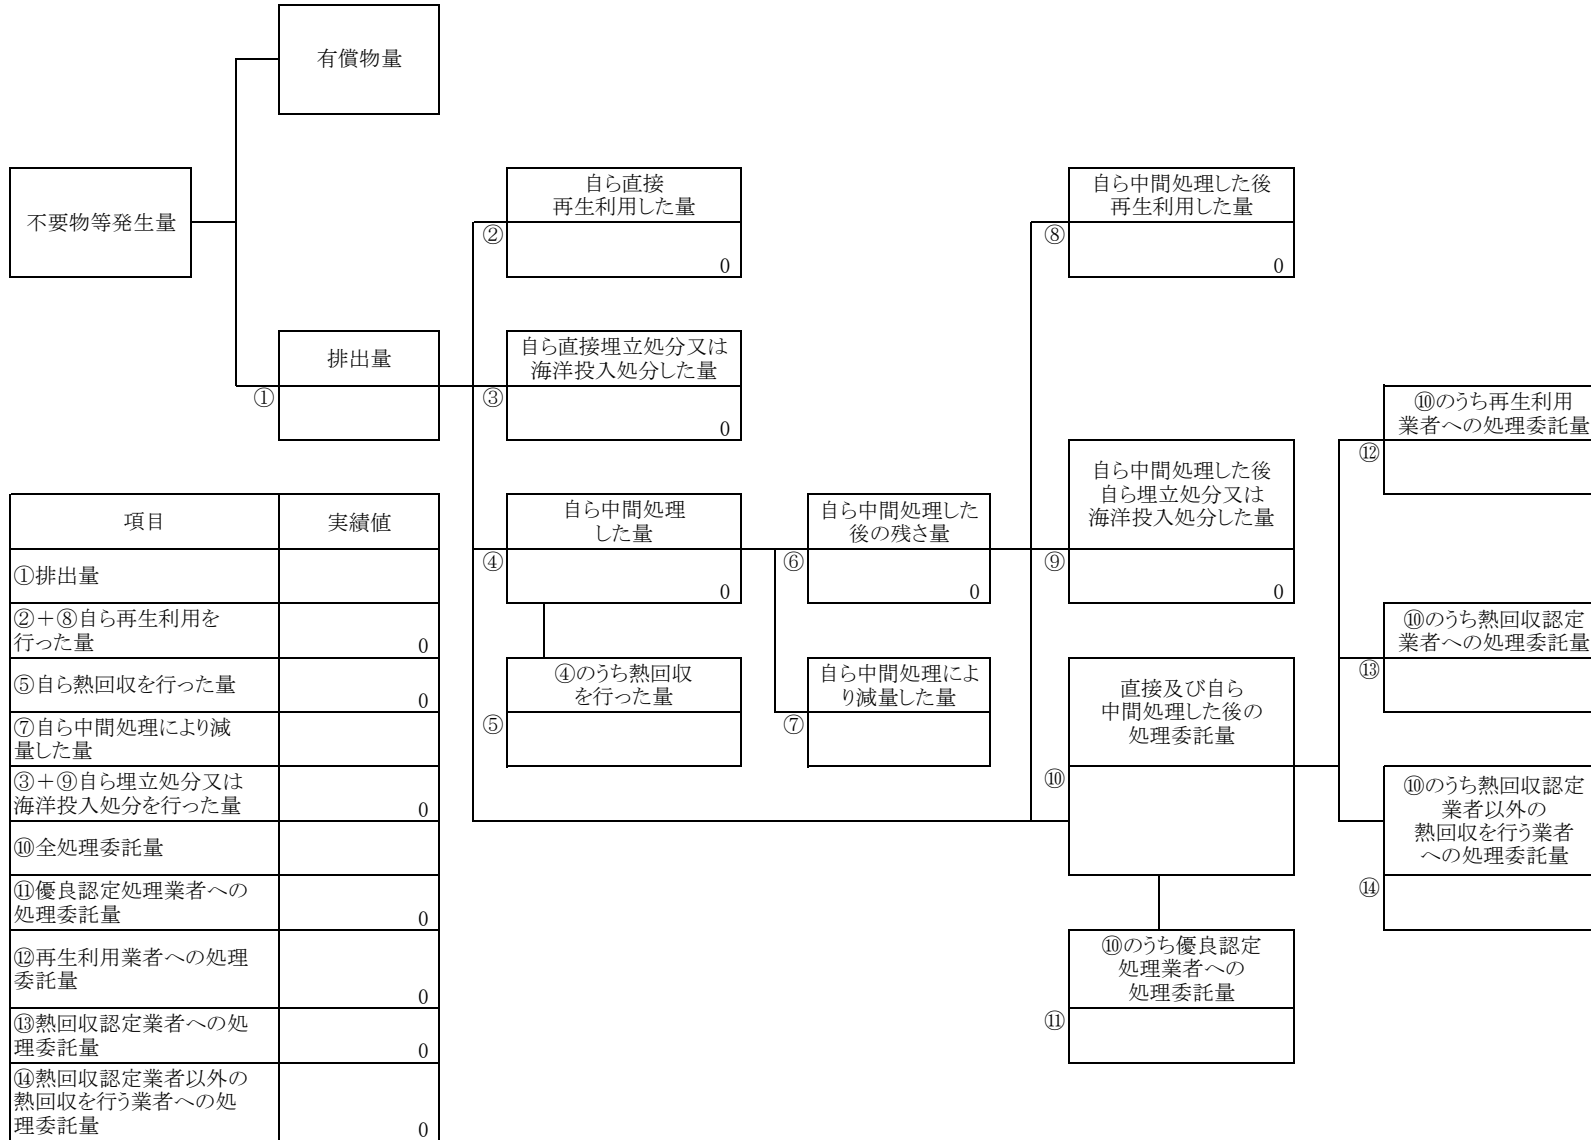 有償物量
不要物等発生量
自ら直接
再生利用した量
②
0
自ら中間処理した後
再生利用した量
⑧
0
排出量
①
自ら直接埋立処分又は
海洋投入処分した量
③
0
⑩のうち再生利用
業者への処理委託量
⑫
自ら中間処理
した量
④
0
自ら中間処理した
後の残さ量
⑥
0
自ら中間処理した後
自ら埋立処分又は
海洋投入処分した量
⑨
0
⑩のうち熱回収認定
業者への処理委託量
⑬
④のうち熱回収
を行った量
⑤
自ら中間処理によ
り減量した量
⑦
直接及び自ら
中間処理した後の
処理委託量
⑩
⑩のうち熱回収認定
業者以外の
熱回収を行う業者
への処理委託量
⑭
⑩のうち優良認定
処理業者への
処理委託量
⑪
項目 実績値
①排出量
②+⑧自ら再生利用を
行った量 0
⑤自ら熱回収を行った量 0
⑦自ら中間処理により減
量した量
③+⑨自ら埋立処分又は
海洋投入処分を行った量 0
⑩全処理委託量
⑪優良認定処理業者への
処理委託量 0
⑫再生利用業者への処理
委託量 0
⑬熱回収認定業者への処
理委託量 0
⑭熱回収認定業者以外の
熱回収を行う業者への処
理委託量 0